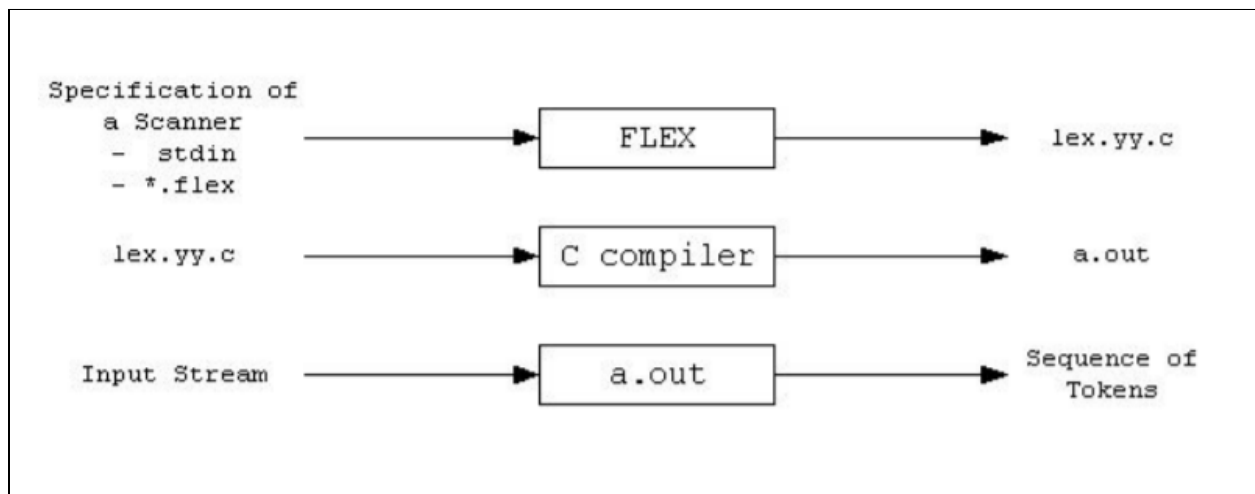 Specification of
a Scanner
- stdin
- *.flex
FLEX
lex.yy.c
lex.yy.c
C compiler
a.out
Input Stream
a.out
Sequence of
Tokens